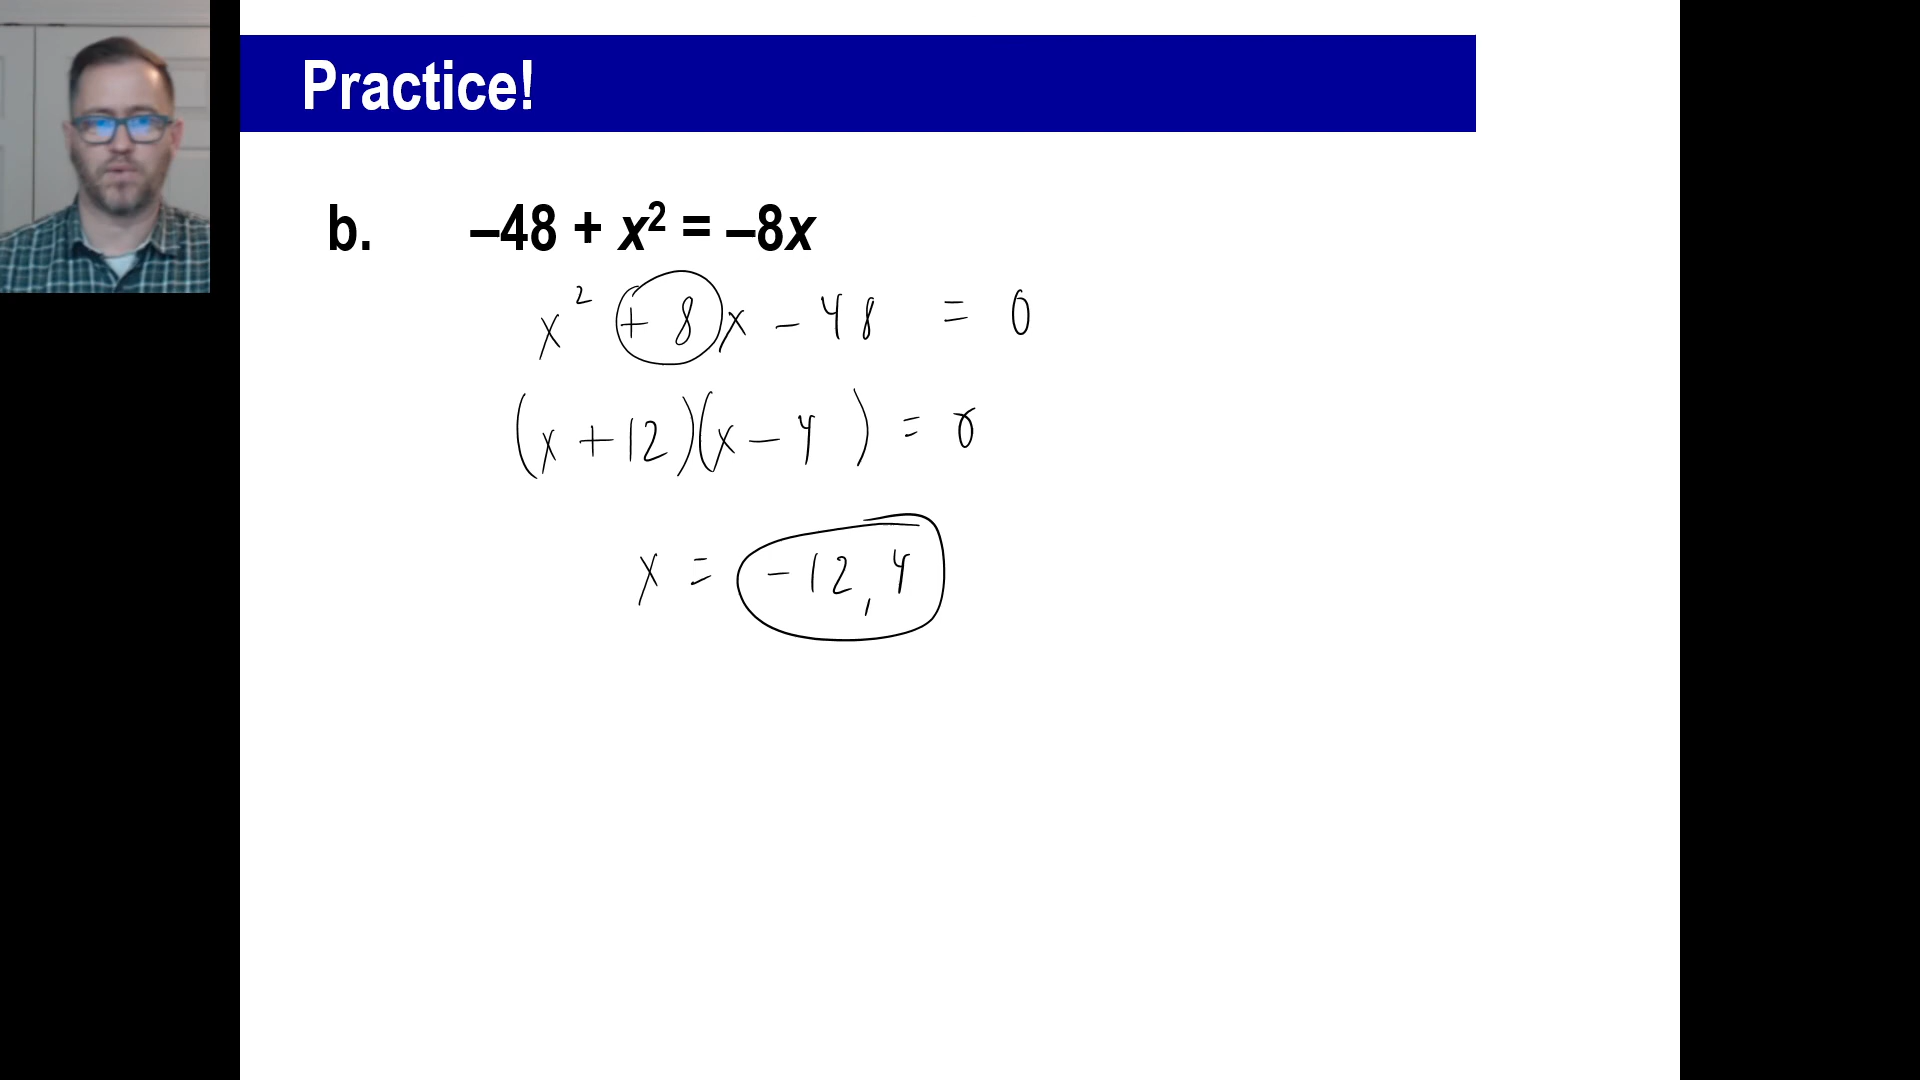 Practice!
b. –48 + x² = –8x
x² + 8x – 48 = 0
(x + 12)(x – 4) = 0
x = –12, 4